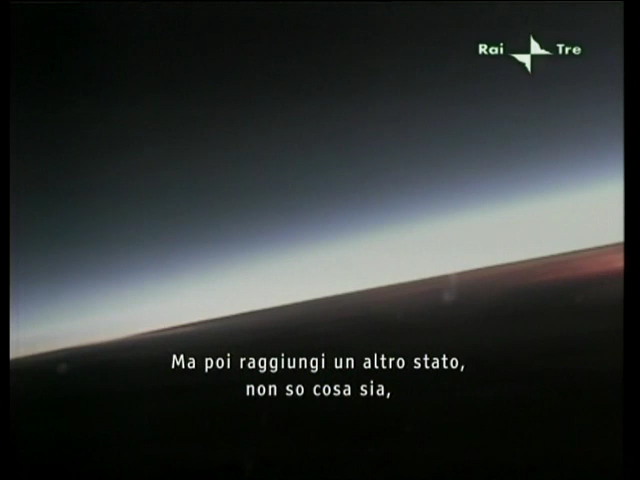 Rai Tre
Ma poi raggiungi un altro stato,
non so cosa sia,